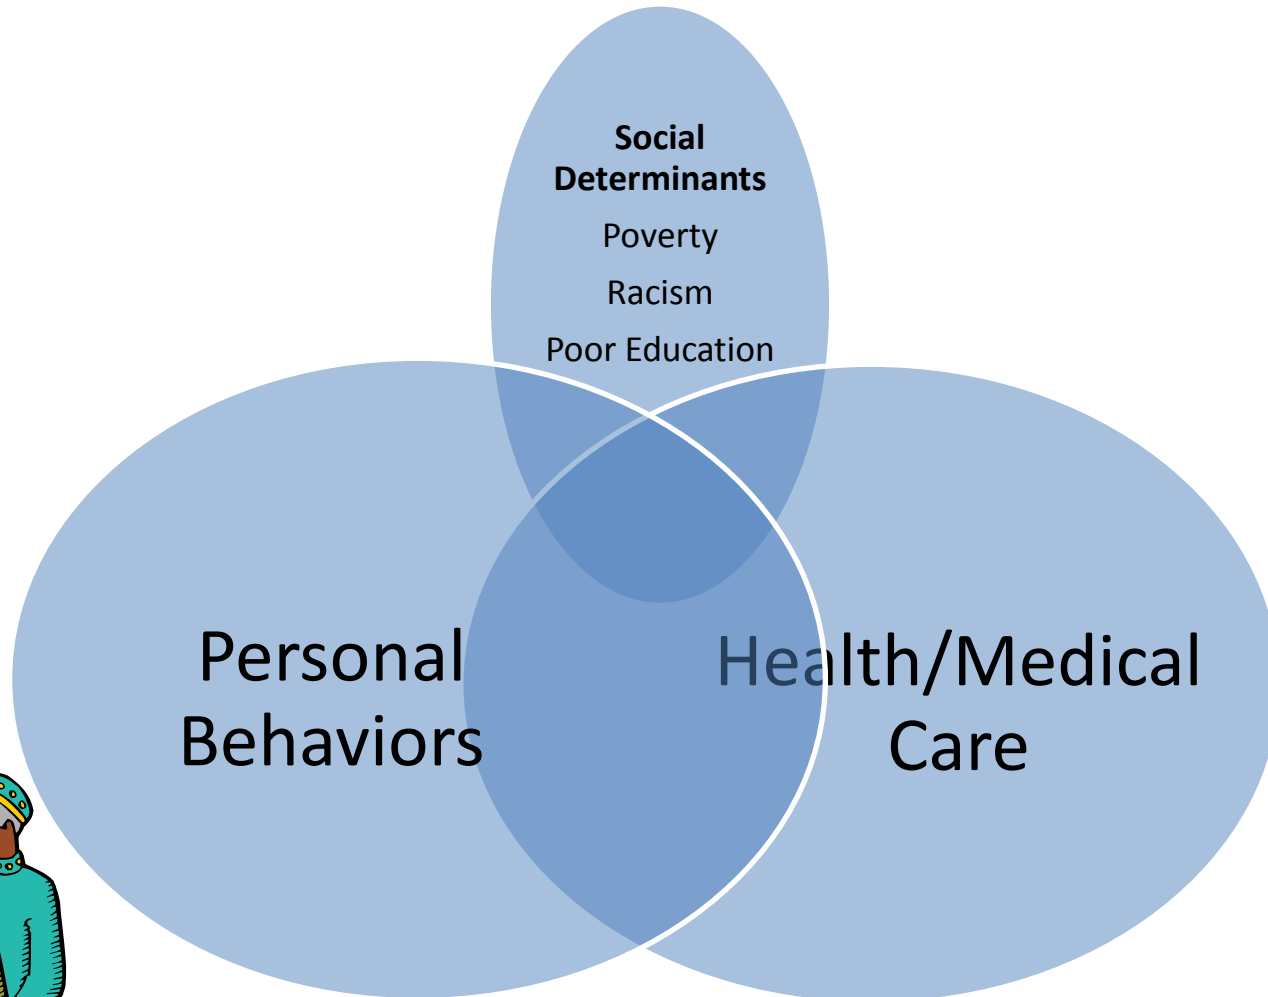 Social
Determinants
Poverty
Racism
Poor Education
Personal
Behaviors
Health/Medical
Care